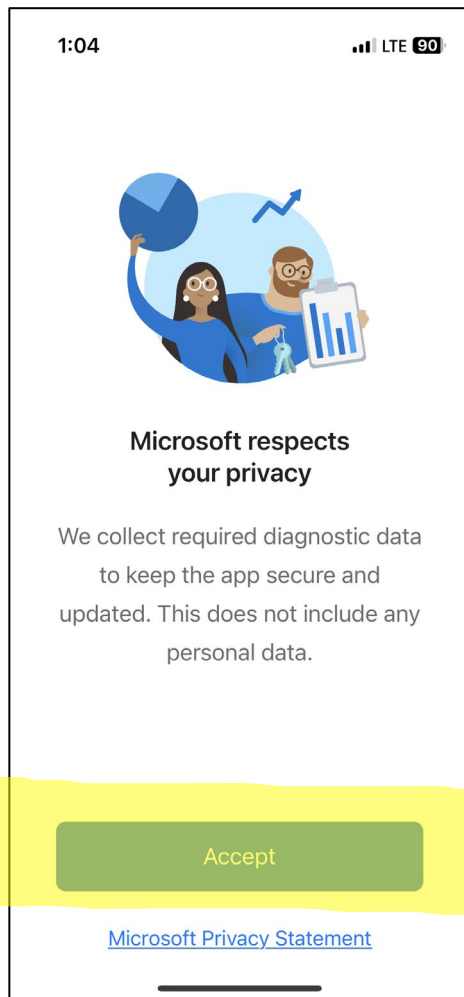 1:04 LTE 90
Microsoft respects
your privacy
We collect required diagnostic data
to keep the app secure and
updated. This does not include any
personal data.
Accept
Microsoft Privacy Statement